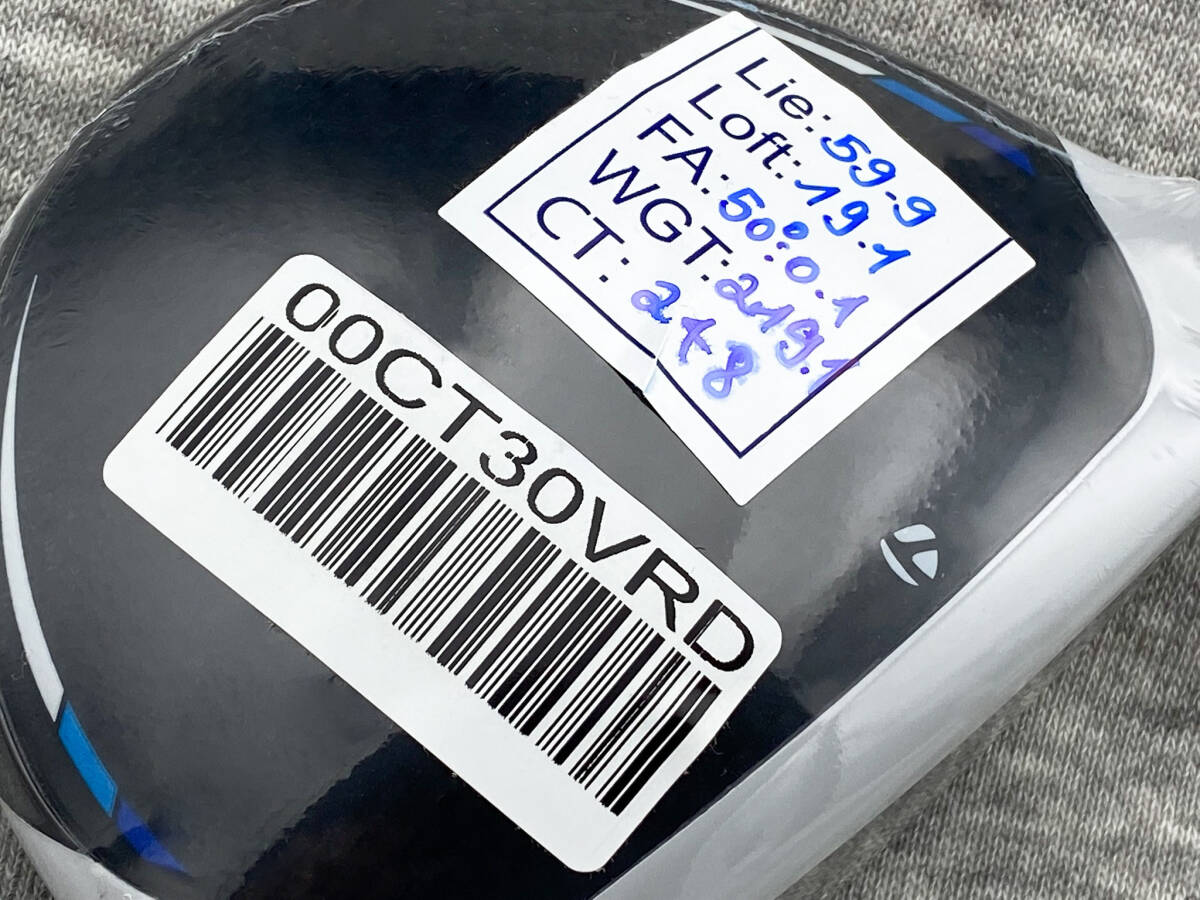 Lie: 59.9
Loft: 19.1
FA: 50°:0.1
WGT: 219.1
CT: 248
00CT30VRD